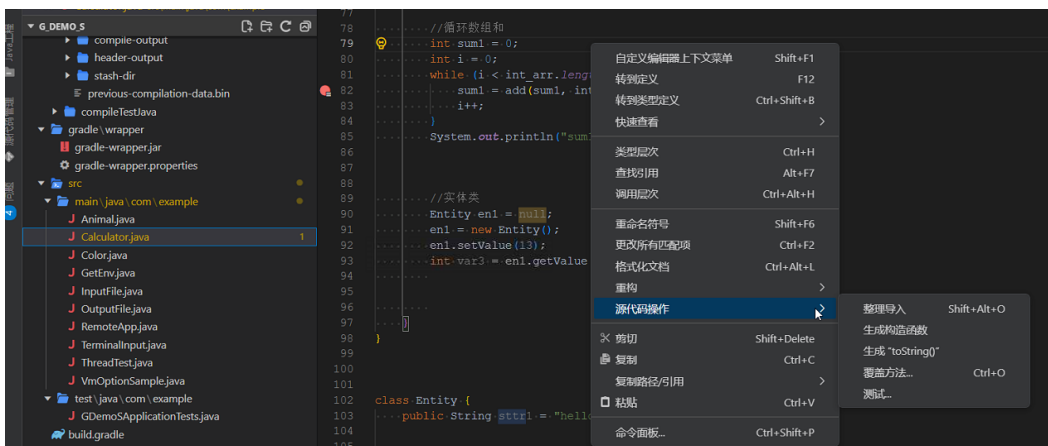 G_DEMO_S
compile-output
header-output
stash-dir
previous-compilation-data.bin
compileTestJava
gradle\wrapper
gradle-wrapper.jar
gradle-wrapper.properties
src
main\java\com\example
Animal.java
Calculator.java 1
Color.java
GetEnv.java
InputFile.java
OutputFile.java
RemoteApp.java
TerminalInput.java
ThreadTest.java
VmOptionSample.java
test\java\com\example
GDemoSApplicationTests.java
build.gradle
77
78 //循环数组和
79 int sum1 = 0;
80 int i = 0;
81 while (i < int_arr.leng
82 sum1 = add(sum1, int
83 i++;
84 }
85 System.out.println("sum1
86
87
88
89 //实体类
90 Entity en1 = null;
91 en1 = new Entity();
92 en1.setValue(13);
93 int var3 = en1.getValue
94
95
96
97 }
98 }
99
100
101
102 class Entity {
103 public String sttr1 = "hello
104
105
自定义编辑器上下文菜单 Shift+F1
转到定义 F12
转到类型定义 Ctrl+Shift+B
快速查看
类型层次 Ctrl+H
查找引用 Alt+F7
调用层次 Ctrl+Alt+H
重命名符号 Shift+F6
更改所有匹配项 Ctrl+F2
格式化文档 Ctrl+Alt+L
重构
源代码操作
剪切 Shift+Delete
复制 Ctrl+C
复制路径/引用
粘贴 Ctrl+V
命令面板... Ctrl+Shift+P
整理导入 Shift+Alt+O
生成构造函数
生成 "toString()"
覆盖方法... Ctrl+O
测试...